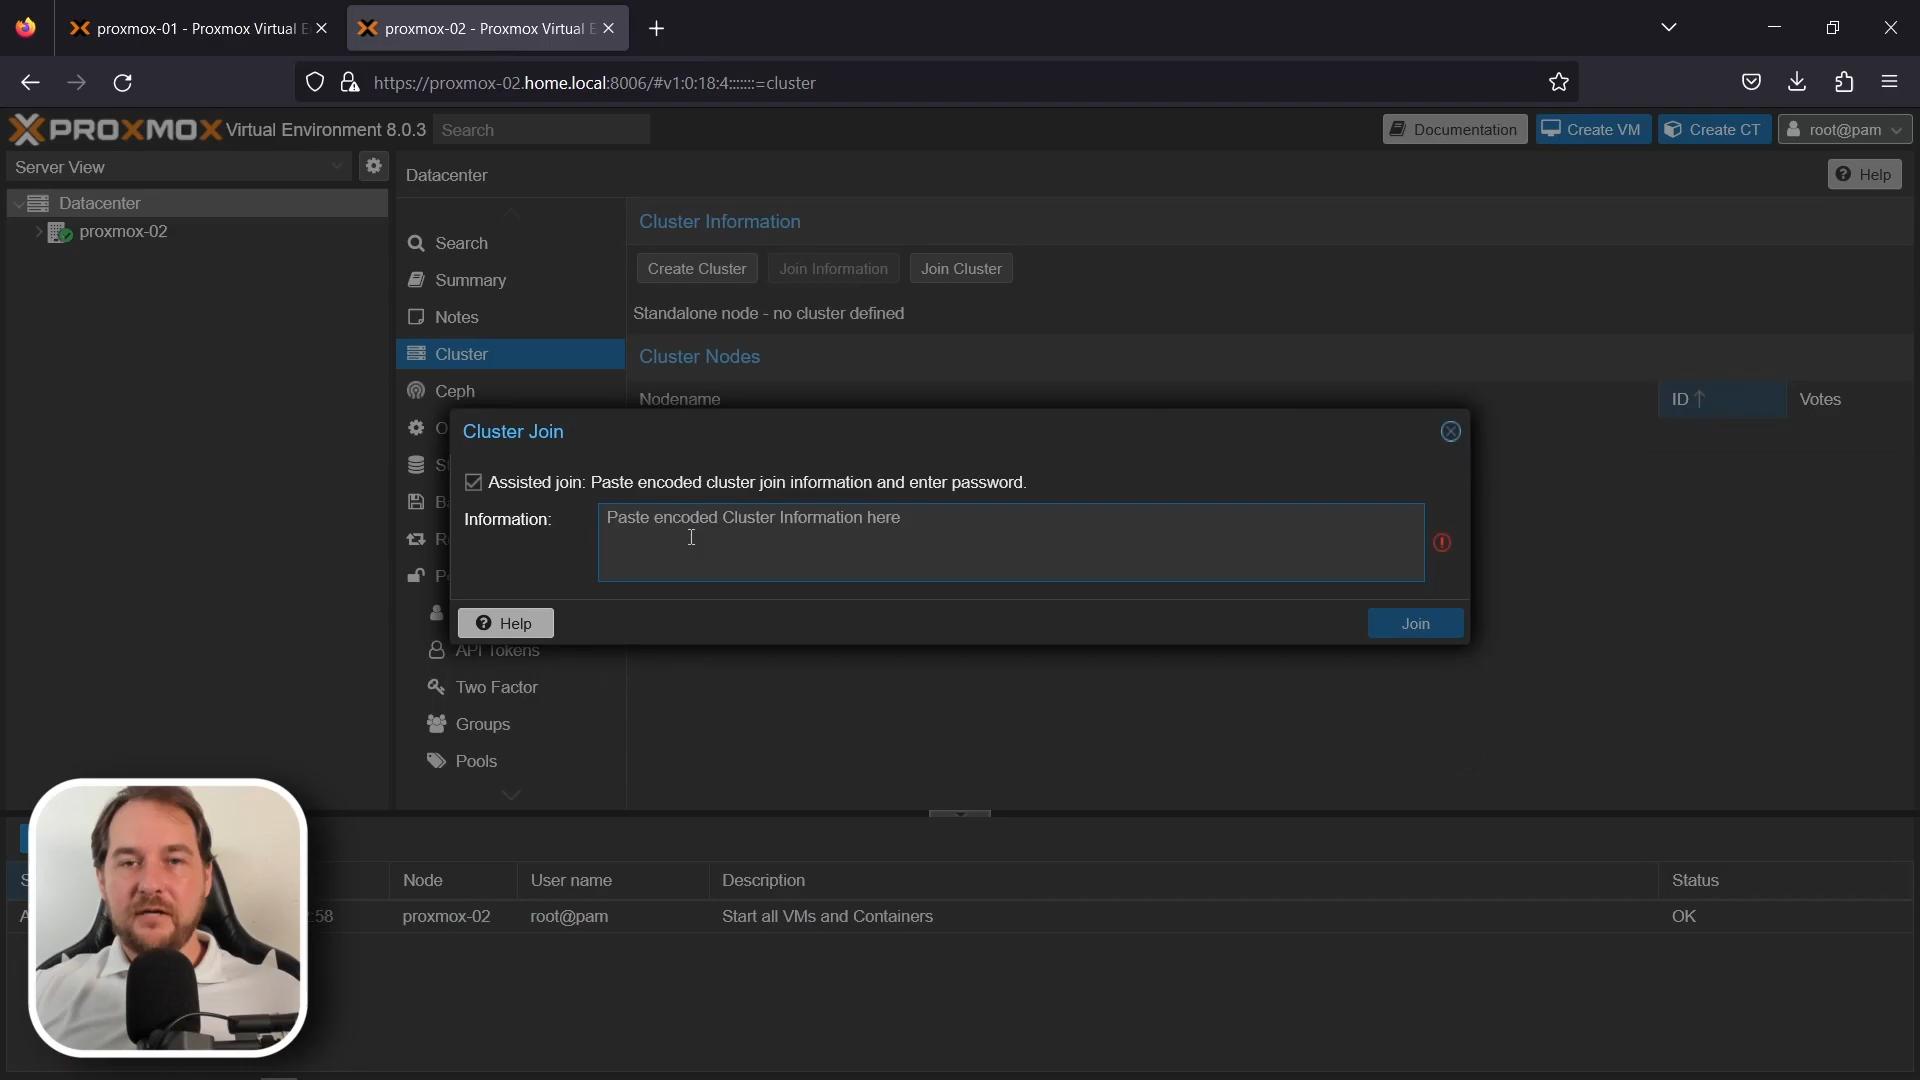 proxmox-01 - Proxmox Virtual E
proxmox-02 - Proxmox Virtual E
https://proxmox-02.home.local:8006/#v1:0:18:4:::::::=cluster
PROXMOX Virtual Environment 8.0.3
Search
Documentation
Create VM
Create CT
root@pam
Server View
Datacenter
Help
Datacenter
proxmox-02
Search
Summary
Notes
Cluster
Ceph
O
S
Ba
R
P
API Tokens
Two Factor
Groups
Pools
Cluster Information
Create Cluster
Join Information
Join Cluster
Standalone node - no cluster defined
Cluster Nodes
Nodename
ID
Votes
Cluster Join
Assisted join: Paste encoded cluster join information and enter password.
Information:
Paste encoded Cluster Information here
Help
Join
S
Node
User name
Description
Status
A
:58
proxmox-02
root@pam
Start all VMs and Containers
OK